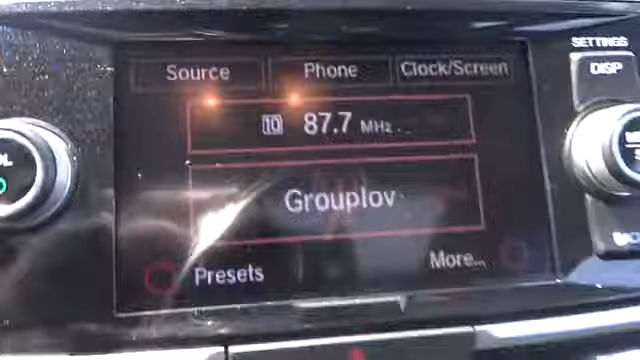 SETTINGS
Source Phone Clock/Screen DISP
10 87.7 MHz
Grouplov
Presets More...